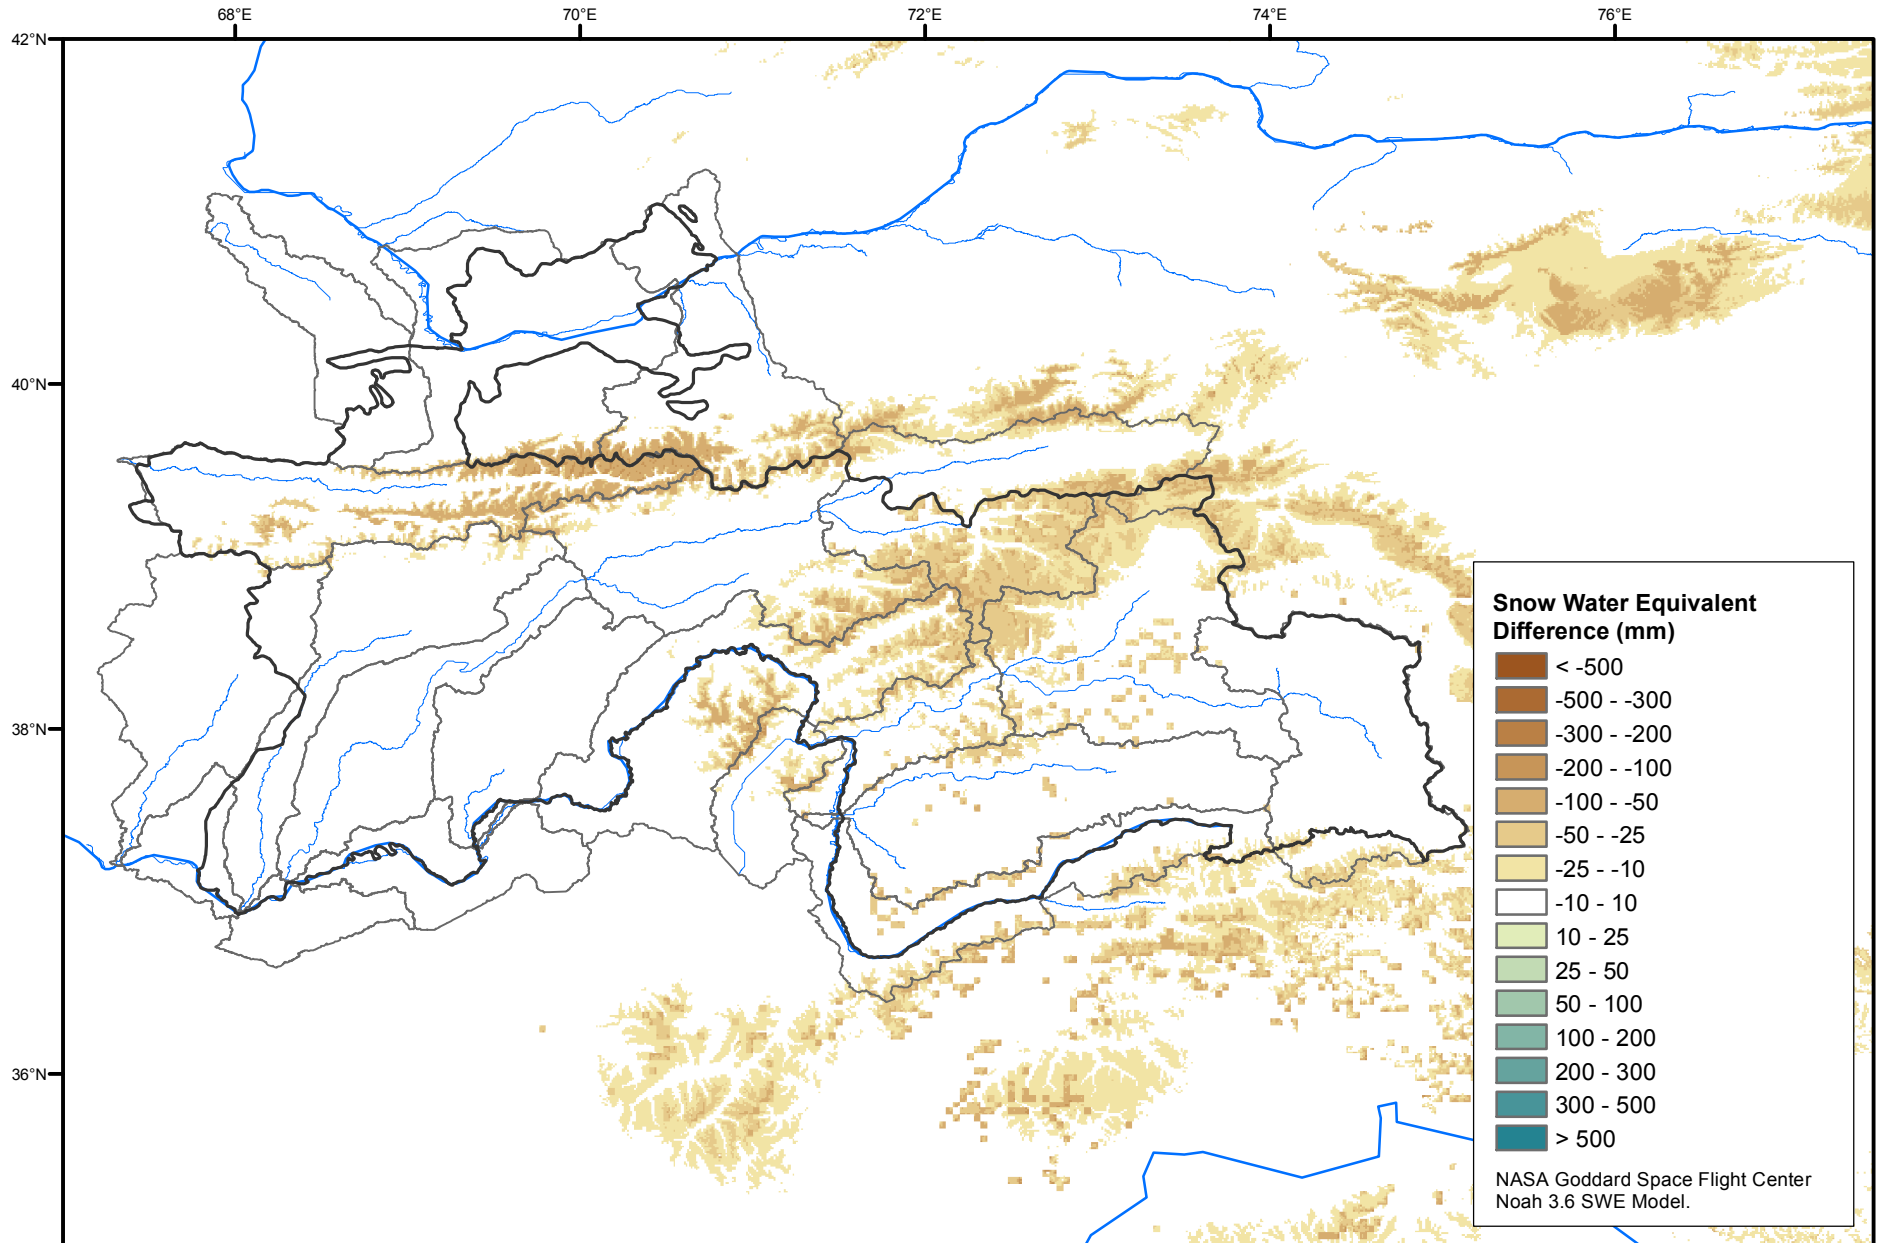 68°E 70°E 72°E 74°E 76°E
42°N
40°N
38°N
36°N
Snow Water Equivalent
Difference (mm)
< -500
-500 - -300
-300 - -200
-200 - -100
-100 - -50
-50 - -25
-25 - -10
-10 - 10
10 - 25
25 - 50
50 - 100
100 - 200
200 - 300
300 - 500
> 500
NASA Goddard Space Flight Center
Noah 3.6 SWE Model.